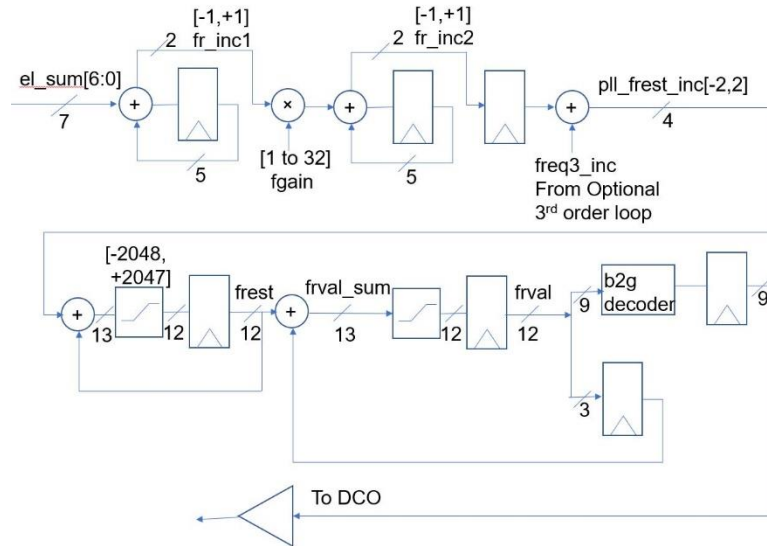 [-1,+1]
fr_inc1
2
[-1,+1]
fr_inc2
2
el_sum[6:0]
7
+
×
+
+
pll_frest_inc[-2,2]
4
5
[1 to 32]
fgain
5
freq3_inc
From Optional
3rd order loop
[-2048,
+2047]
+
13
12
frest
12
+
frval_sum
13
12
frval
12
9
b2g
decoder
9
3
To DCO